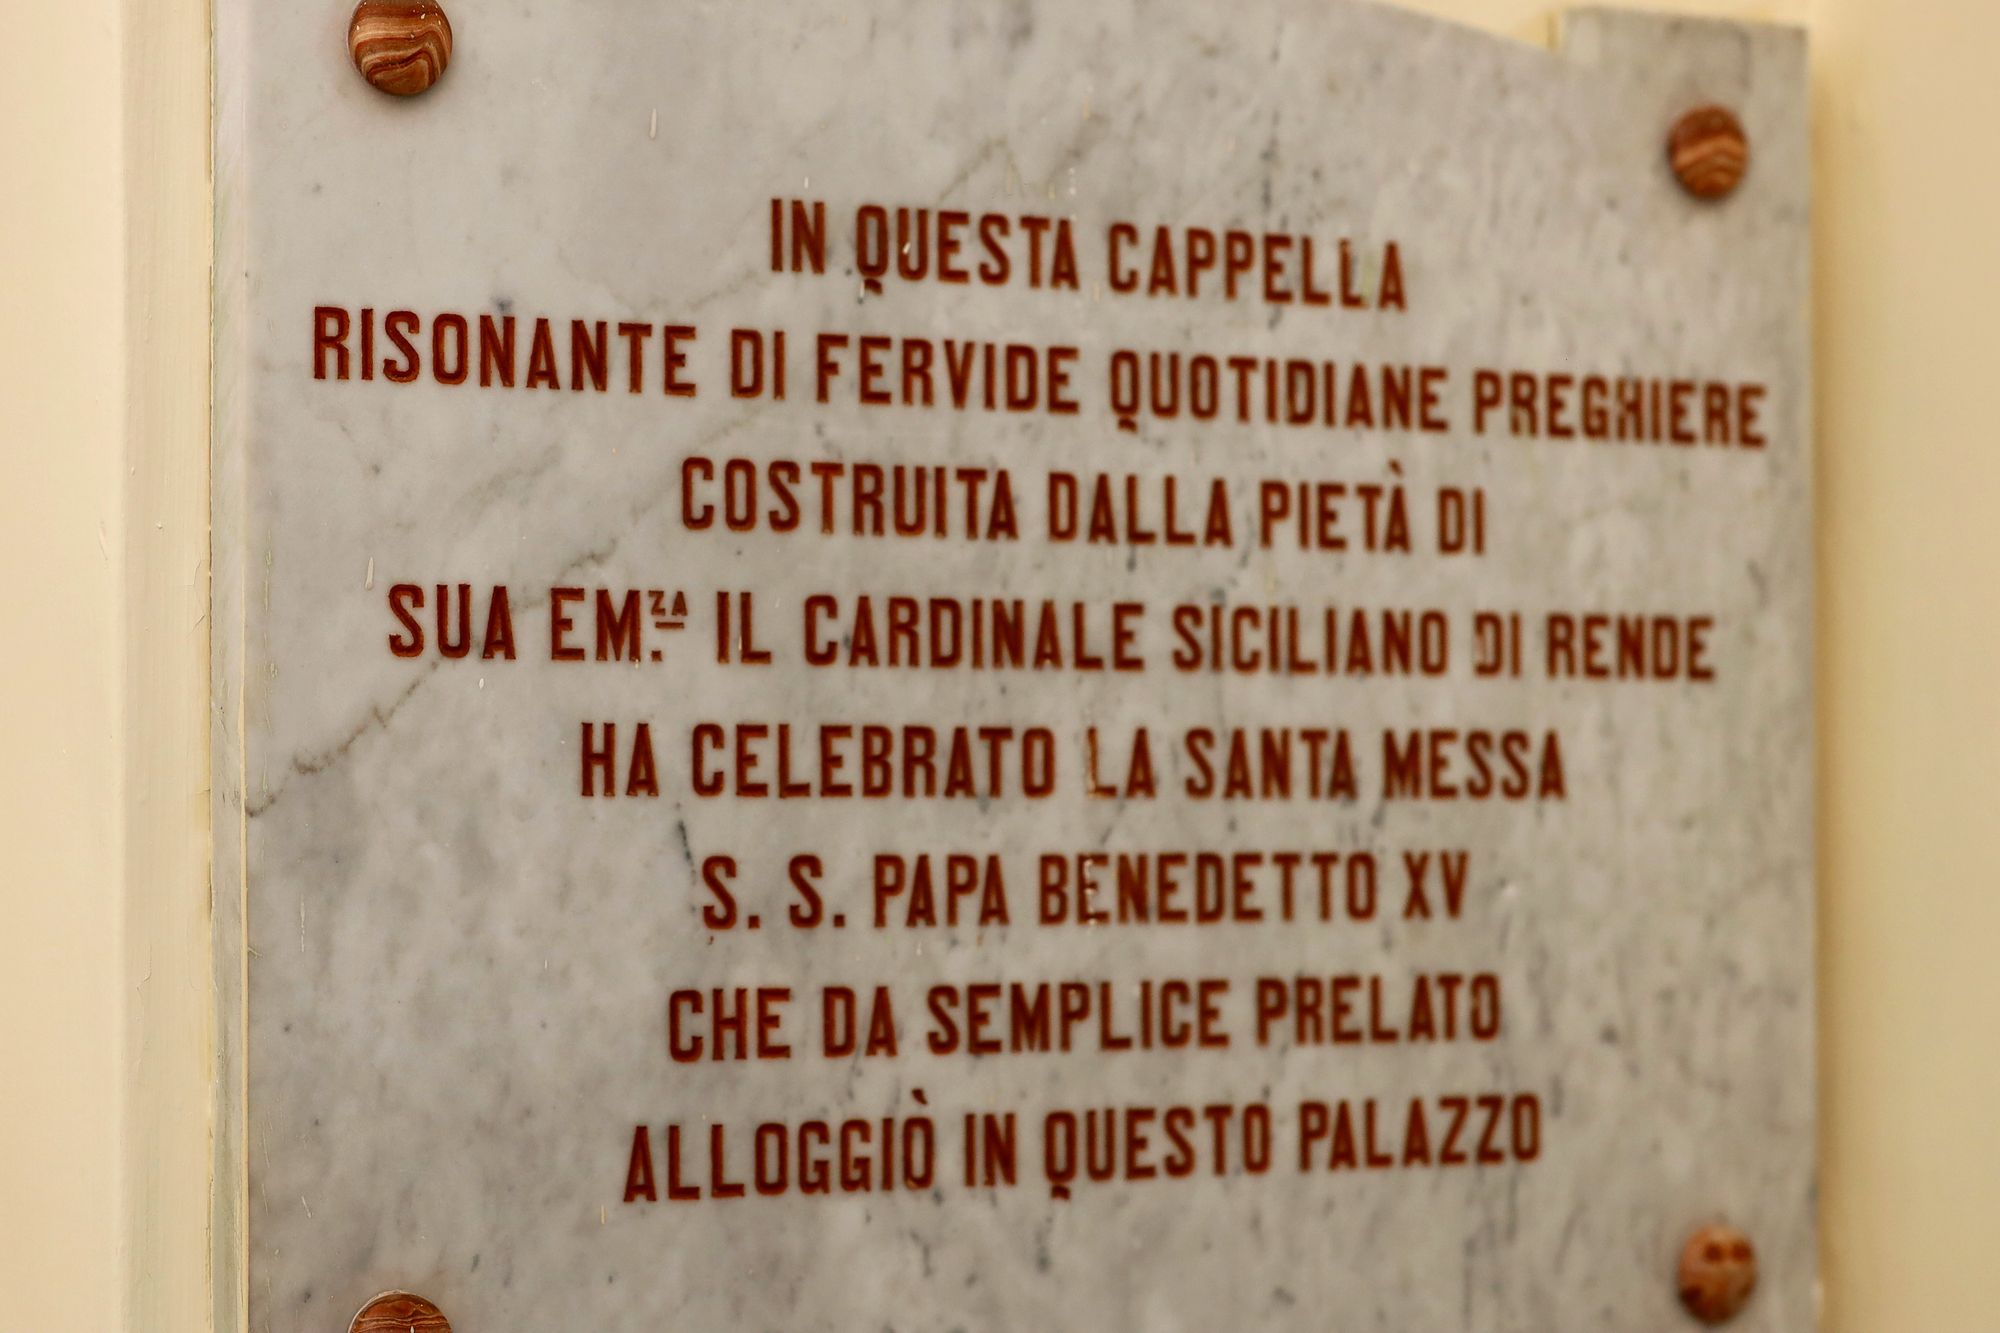 IN QUESTA CAPPELLA
RISONANTE DI FERVIDE QUOTIDIANE PREGHIERE
COSTRUITA DALLA PIETÀ DI
SUA EM.ZA IL CARDINALE SICILIANO DI RENDE
HA CELEBRATO LA SANTA MESSA
S. S. PAPA BENEDETTO XV
CHE DA SEMPLICE PRELATO
ALLOGGIÒ IN QUESTO PALAZZO